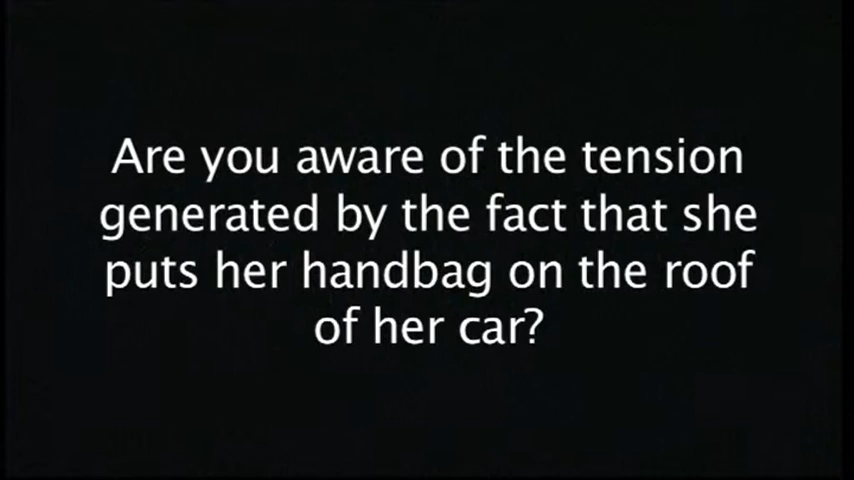 Are you aware of the tension
generated by the fact that she
puts her handbag on the roof
of her car?